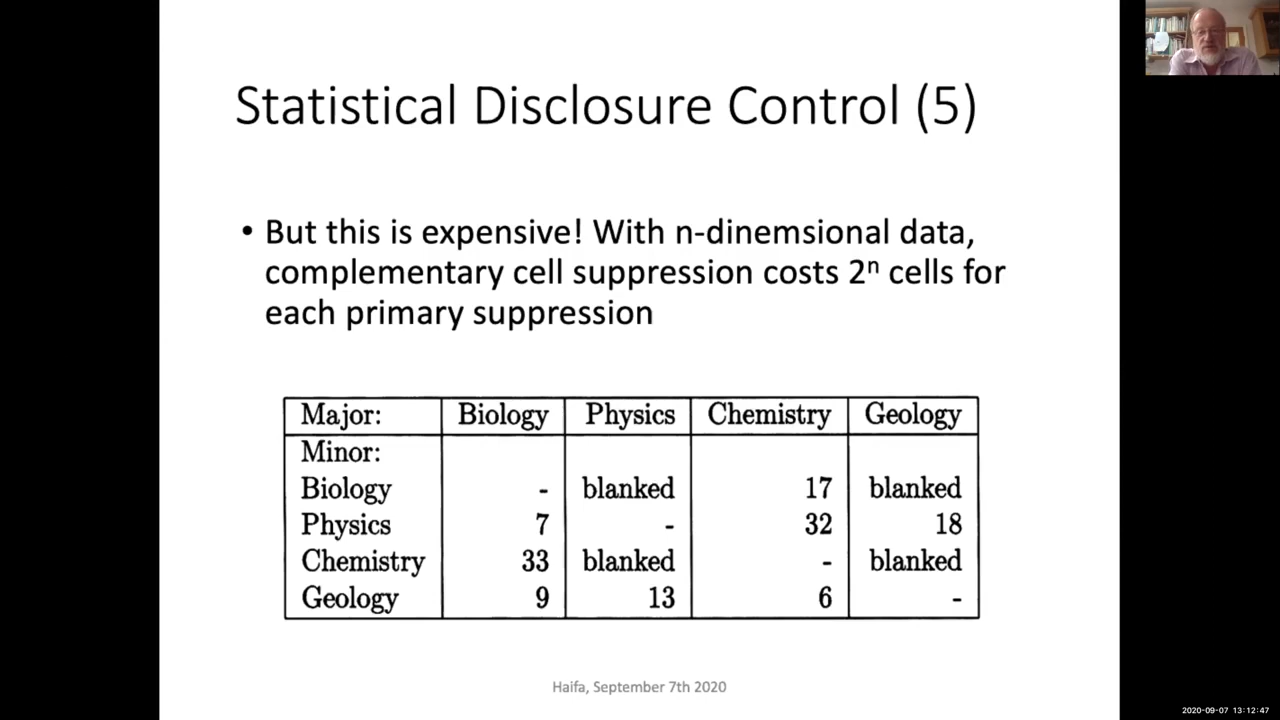 Statistical Disclosure Control (5)
• But this is expensive! With n-dinemsional data,
complementary cell suppression costs 2ⁿ cells for
each primary suppression
Major: Biology Physics Chemistry Geology
Minor:
Biology - blanked 17 blanked
Physics 7 - 32 18
Chemistry 33 blanked - blanked
Geology 9 13 6 -
Haifa, September 7th 2020
2020-09-07 13:12:47